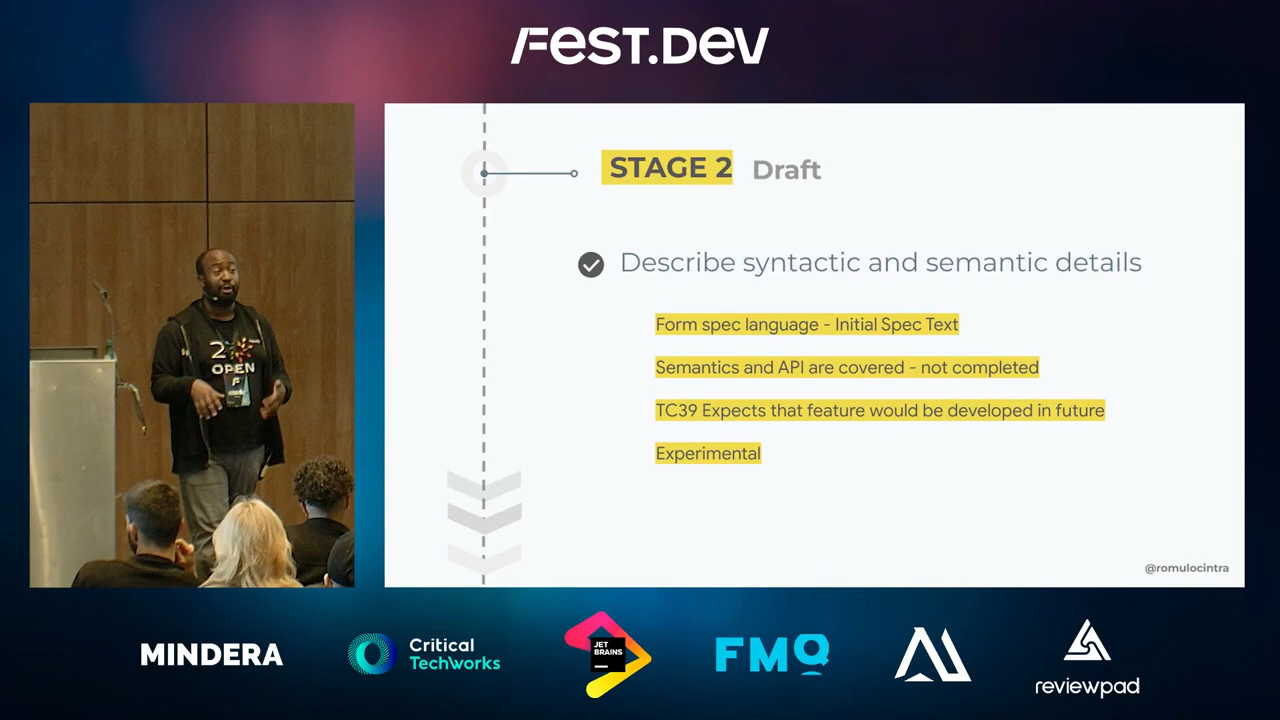 FEST.DEV
STAGE 2 Draft
Describe syntactic and semantic details
Form spec language - Initial Spec Text
Semantics and API are covered - not completed
TC39 Expects that feature would be developed in future
Experimental
@romulocintra
OPEN
MINDERA
Critical
TechWorks
JET
BRAINS
FMQ
reviewpad